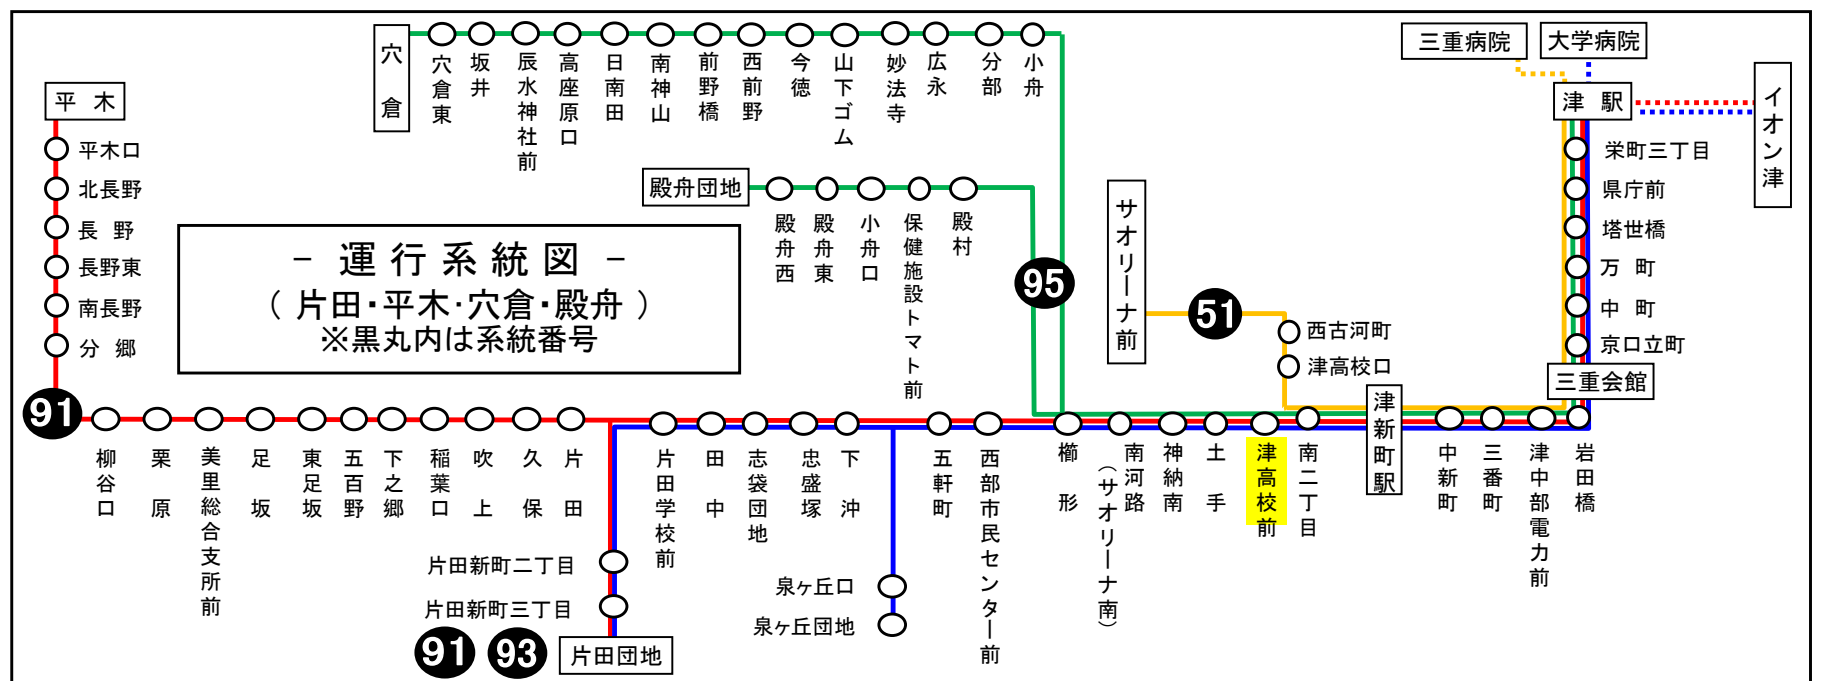 穴倉
穴倉東
坂井
辰水神社前
高座原口
日南田
南神山
前野橋
西前野
今徳
山下ゴム
妙法寺
広永
分部
小舟
三重病院
大学病院
津 駅
イオン津
平 木
平木口
北長野
長 野
長野東
南長野
分 郷
殿舟団地
殿舟西
殿舟東
小舟口
保健施設トマト前
殿村
サオリーナ前
栄町三丁目
県庁前
塔世橋
万 町
中 町
京口立町
三重会館
- 運行系統図 -
( 片田・平木・穴倉・殿舟 )
※黒丸内は系統番号
95
51
西古河町
津高校口
91
柳谷口
栗 原
美里総合支所前
足 坂
東足坂
五百野
下之郷
稲葉口
吹 上
久 保
片 田
片田学校前
田 中
志袋団地
忠盛塚
下 沖
五軒町
西部市民センター前
櫛 形
南河路
(サオリーナ南)
神納南
土 手
津高校前
南二丁目
津新町駅
中新町
三番町
津中部電力前
岩田橋
片田新町二丁目
片田新町三丁目
91
93
片田団地
泉ヶ丘口
泉ヶ丘団地